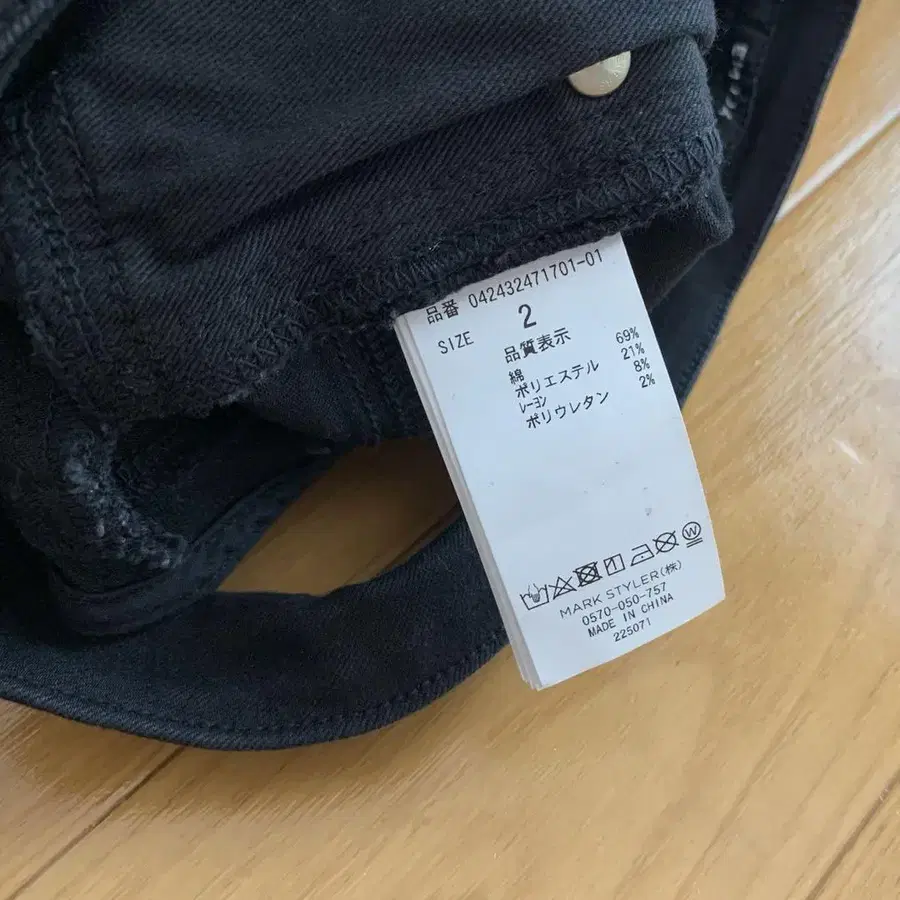 品番 042432471701-01
SIZE 2
品質表示
綿 69%
ポリエステル 21%
レーヨン 8%
ポリウレタン 2%
MARK STYLER(株)
0570-050-757
MADE IN CHINA
225071